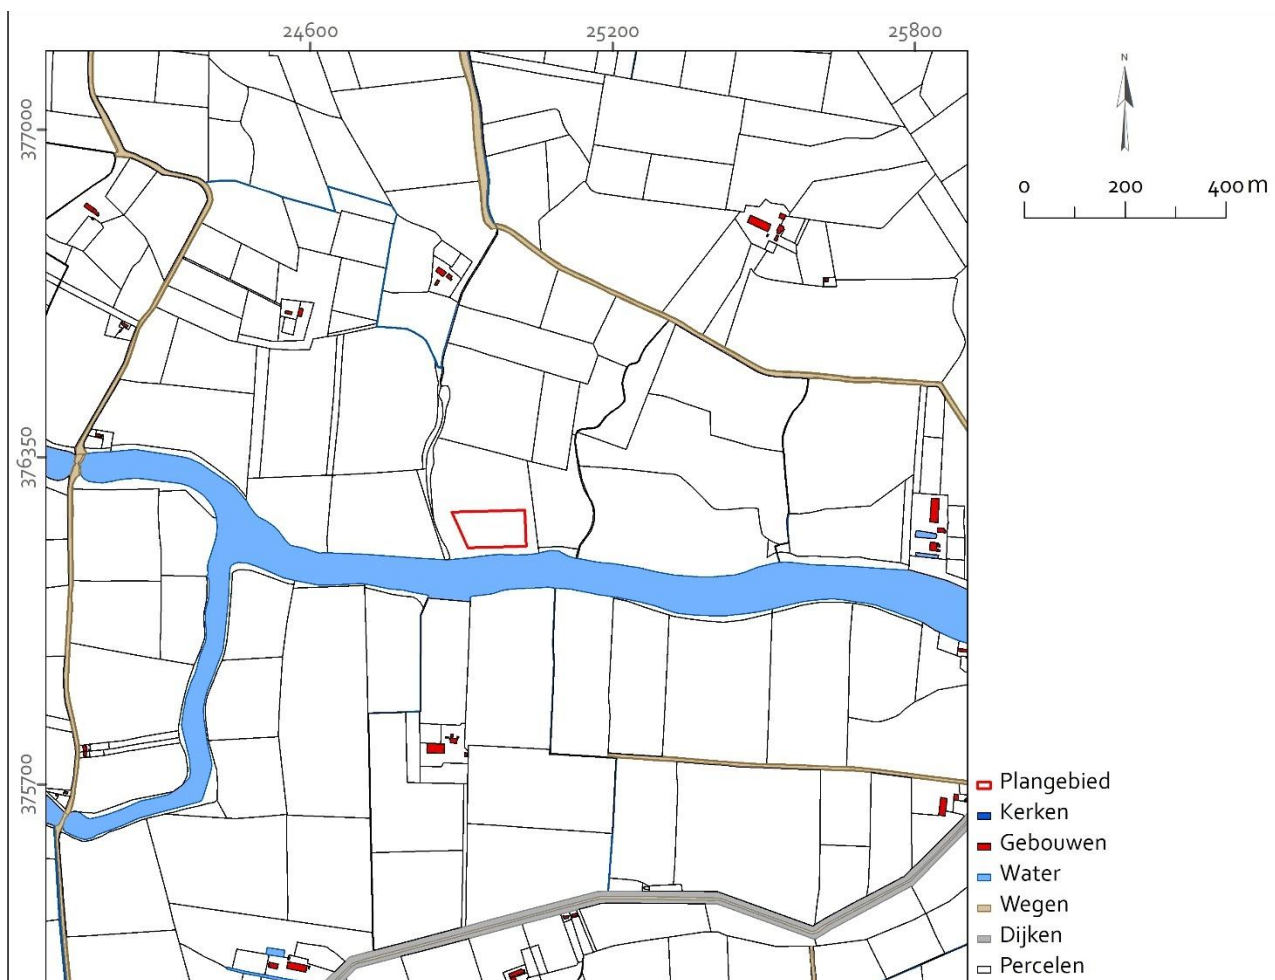 24600 25200 25800
N
377000
0 200 400 m
376350
375700
Plangebied
Kerken
Gebouwen
Water
Wegen
Dijken
Percelen